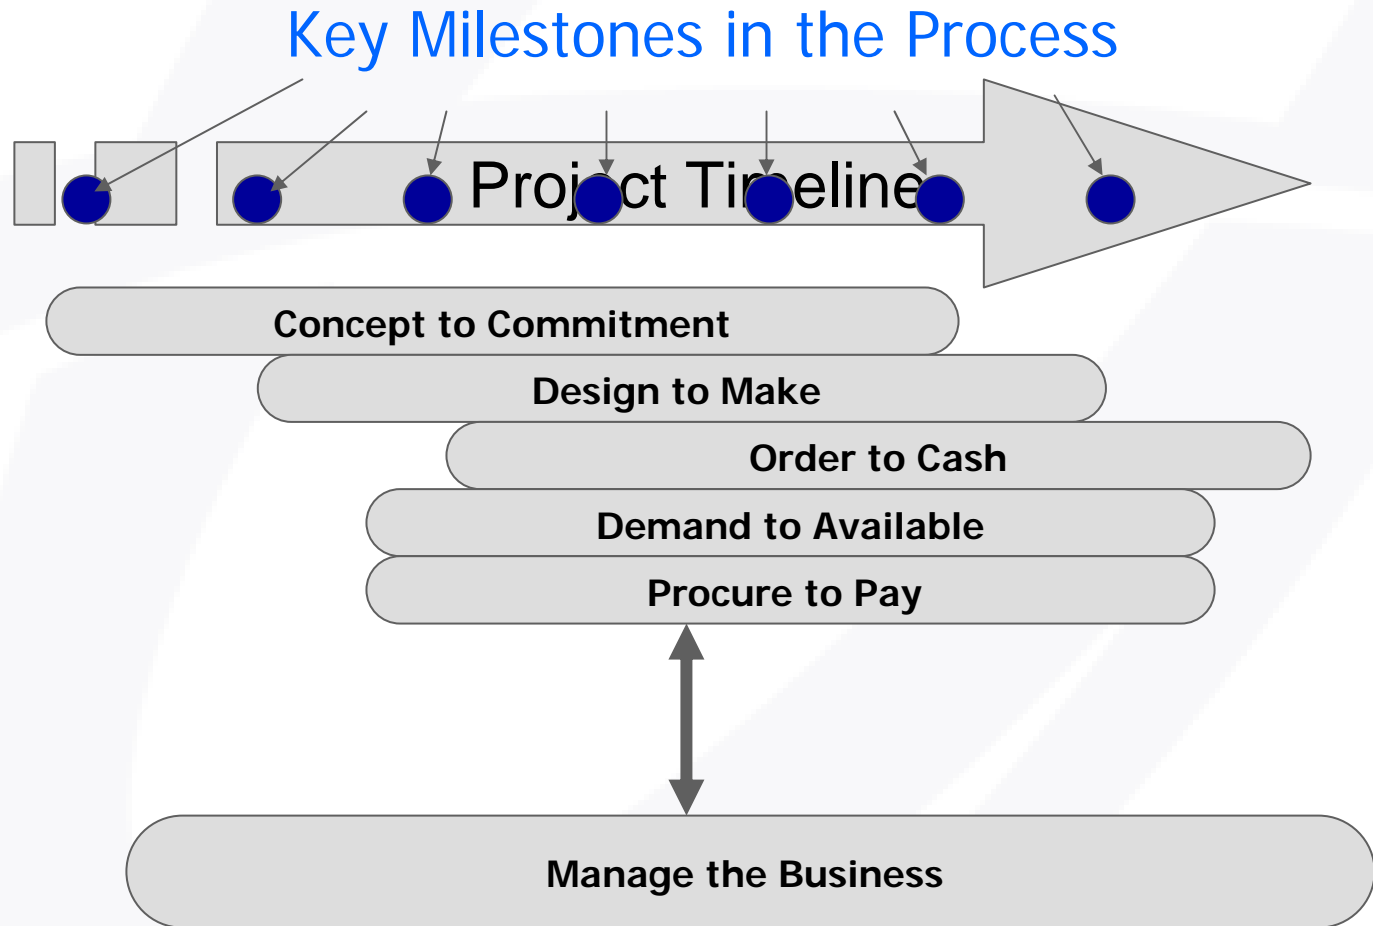 Key Milestones in the Process
Project Timeline
Concept to Commitment
Design to Make
Order to Cash
Demand to Available
Procure to Pay
Manage the Business